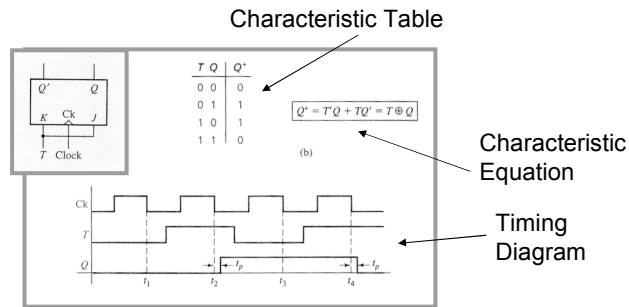 Characteristic Table
Q' Q
Ck
K J
T Clock
T Q Q⁺
0 0 0
0 1 1
1 0 1
1 1 0
Q⁺ = T'Q + TQ' = T ⊕ Q
(b)
Characteristic
Equation
Ck
T
Q
t₁ t₂ tₚ t₃ t₄ tₚ
Timing
Diagram